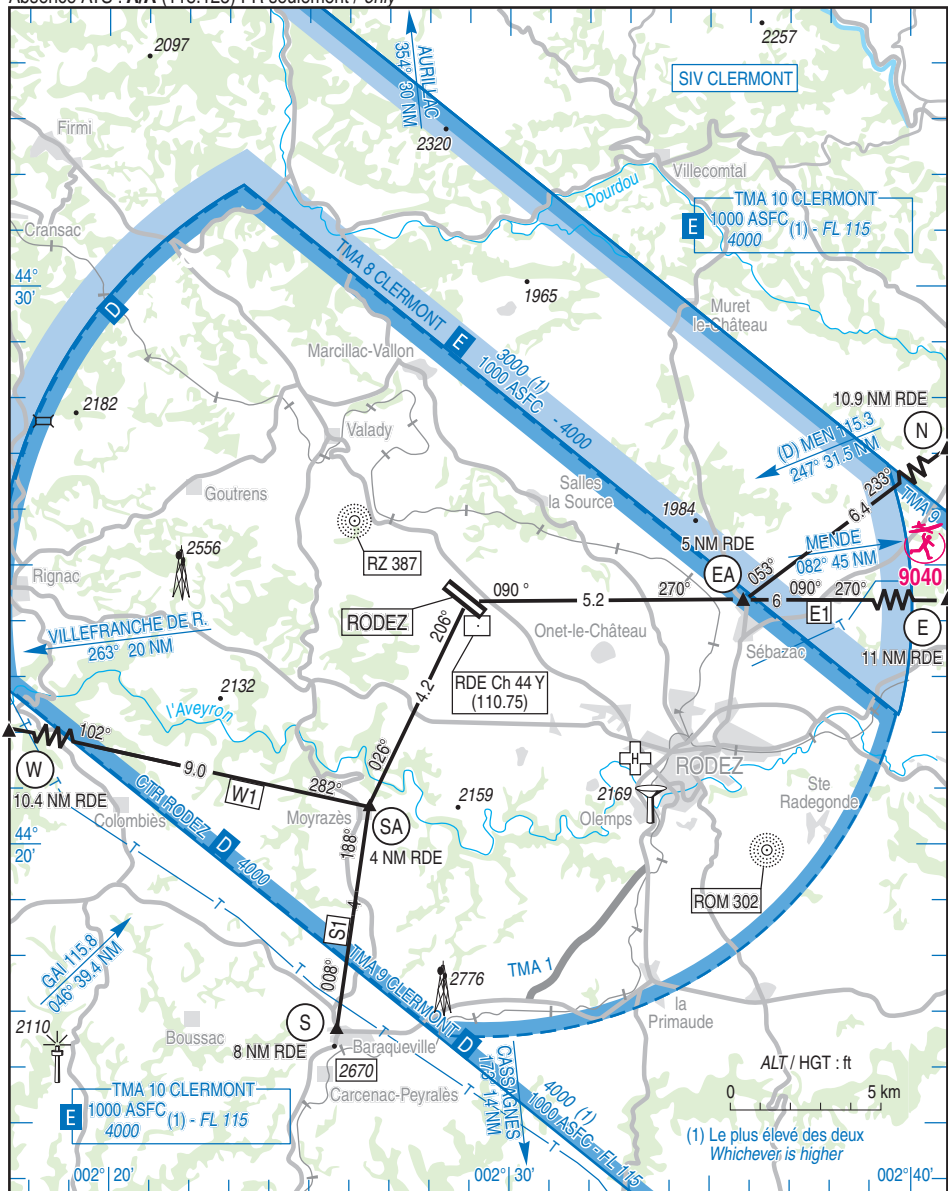 Absence ATS : A/A (118.125) FR seulement / only
2097
2257
AURILLAC
354° 30 NM
SIV CLERMONT
Firmi
2320
Villecomtal
Dourdou
TMA 10 CLERMONT
E
1000 ASFC (1) - FL 115
4000
Cransac
44°
30'
D
TMA 8 CLERMONT
E
3000 (1)
1000 ASFC - 4000
1965
Muret
le-Château
Marcillac-Vallon
2182
10.9 NM RDE
N
(D) MEN 115.3
247° 31.5 NM
Valady
Goutrens
Salles
la Source
233°
TMA 9
6.4
1984
2556
RZ 387
5 NM RDE
MENDE
082° 45 NM
9040
Rignac
EA
053°
090°
5.2
270°
6
090°
270°
E1
RODEZ
206°
Onet-le-Château
E
VILLEFRANCHE DE R.
263° 20 NM
Sébazac
11 NM RDE
2132
l'Aveyron
4.2
RDE Ch 44 Y
(110.75)
102°
026°
W
9.0
282°
H
RODEZ
10.4 NM RDE
W1
Colombiès
Moyrazès
SA
2159
2169
Olemps
Ste
Radegonde
44°
20'
CTR RODEZ D 4000
188°
4 NM RDE
ROM 302
4
S1
GAI 115.8
046° 39.4 NM
008°
TMA 9 CLERMONT D
2776
TMA 1
2110
Boussac
S
8 NM RDE
Baraqueville
la
Primaude
2670
Carcenac-Peyralès
CASSAGNES
173° 14 NM
4000 (1)
1000 ASFC - FL 115
ALT / HGT : ft
0 5 km
TMA 10 CLERMONT
E
1000 ASFC (1) - FL 115
4000
(1) Le plus élevé des deux
Whichever is higher
002° 20'
002° 30'
002° 40'